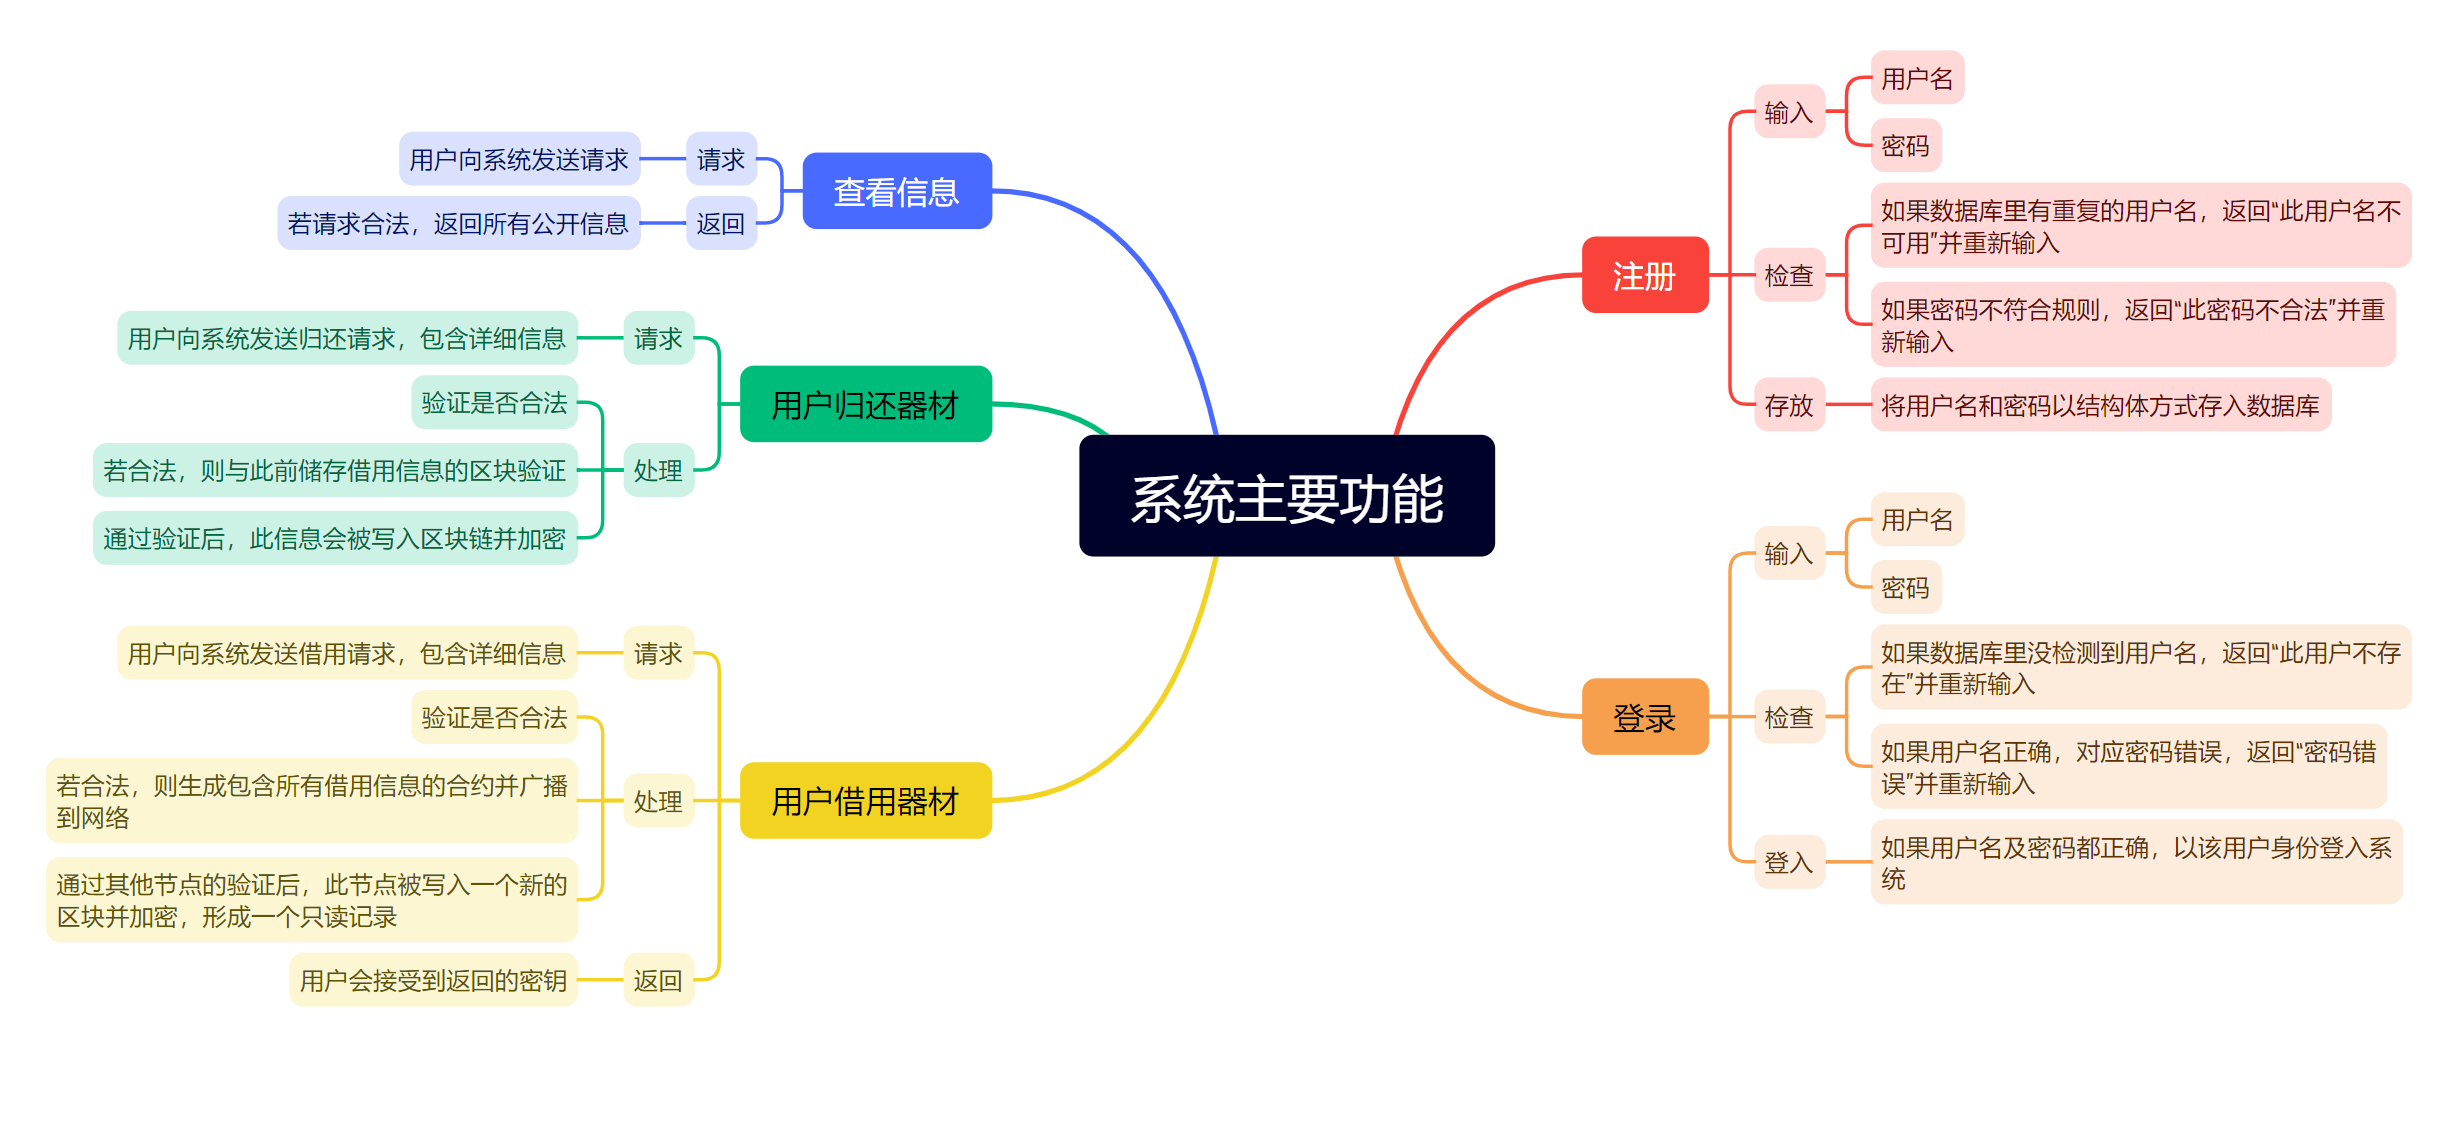 系统主要功能
注册
输入
用户名
密码
检查
如果数据库里有重复的用户名，返回“此用户名不
可用”并重新输入
如果密码不符合规则，返回“此密码不合法”并重
新输入
存放
将用户名和密码以结构体方式存入数据库
登录
输入
用户名
密码
检查
如果数据库里没检测到用户名，返回“此用户不存
在”并重新输入
如果用户名正确，对应密码错误，返回“密码错
误”并重新输入
登入
如果用户名及密码都正确，以该用户身份登入系
统
查看信息
请求
用户向系统发送请求
返回
若请求合法，返回所有公开信息
用户归还器材
请求
用户向系统发送归还请求，包含详细信息
处理
验证是否合法
若合法，则与此前储存借用信息的区块验证
通过验证后，此信息会被写入区块链并加密
用户借用器材
请求
用户向系统发送借用请求，包含详细信息
处理
验证是否合法
若合法，则生成包含所有借用信息的合约并广播
到网络
通过其他节点的验证后，此节点被写入一个新的
区块并加密，形成一个只读记录
返回
用户会接受到返回的密钥